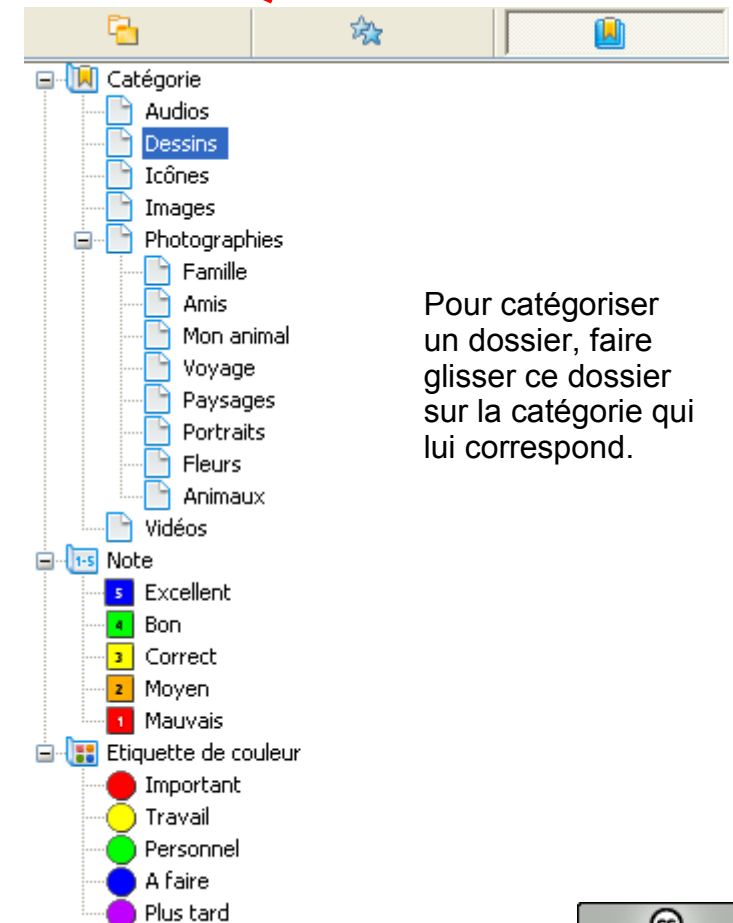 Catégorie
Audios
Dessins
Icônes
Images
Photographies
Famille
Amis
Mon animal
Voyage
Paysages
Portraits
Fleurs
Animaux
Vidéos
1-5 Note
5 Excellent
4 Bon
3 Correct
2 Moyen
1 Mauvais
Etiquette de couleur
Important
Travail
Personnel
A faire
Plus tard
Pour catégoriser
un dossier, faire
glisser ce dossier
sur la catégorie qui
lui correspond.